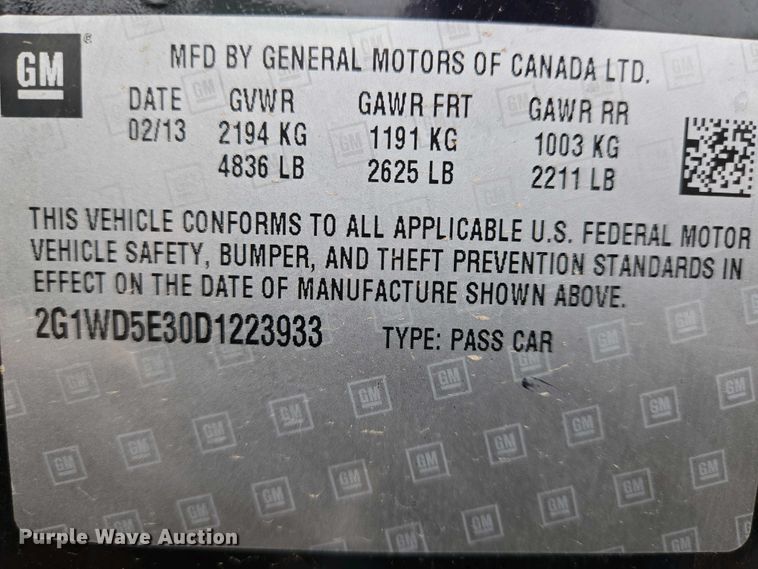 GM ®
MFD BY GENERAL MOTORS OF CANADA LTD.
DATE GVWR GAWR FRT GAWR RR
02/13 2194 KG 1191 KG 1003 KG
4836 LB 2625 LB 2211 LB
THIS VEHICLE CONFORMS TO ALL APPLICABLE U.S. FEDERAL MOTOR
VEHICLE SAFETY, BUMPER, AND THEFT PREVENTION STANDARDS IN
EFFECT ON THE DATE OF MANUFACTURE SHOWN ABOVE.
2G1WD5E30D1223933 TYPE: PASS CAR
Purple Wave Auction